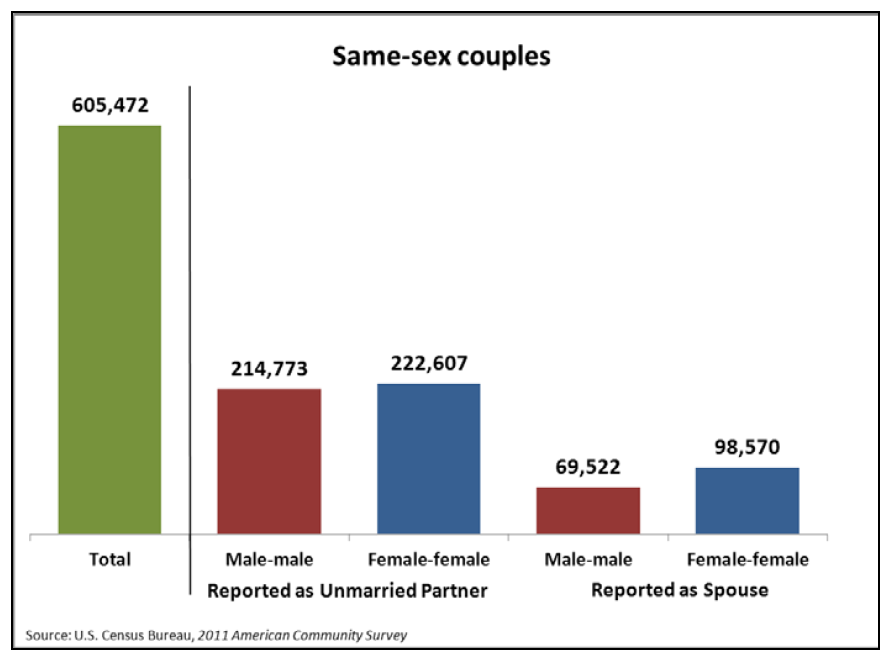 Same-sex couples
605,472
214,773
222,607
69,522
98,570
Total
Male-male
Female-female
Male-male
Female-female
Reported as Unmarried Partner
Reported as Spouse
Source: U.S. Census Bureau, 2011 American Community Survey